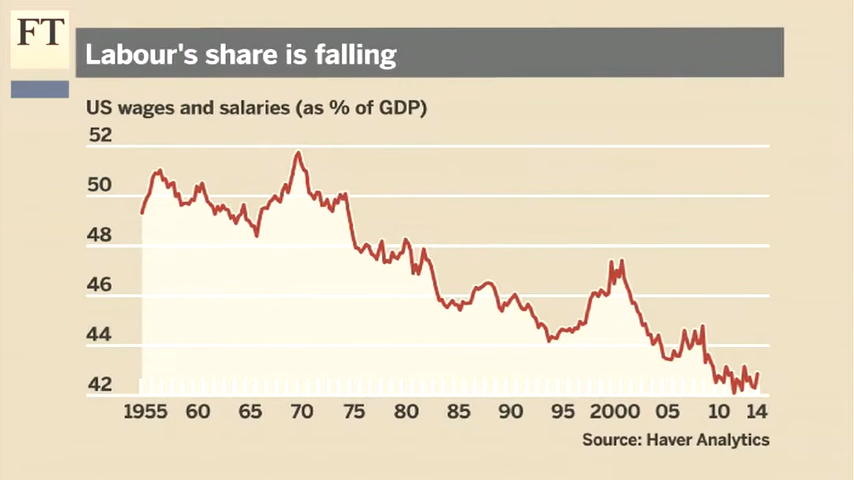 FT
Labour's share is falling
US wages and salaries (as % of GDP)
52
50
48
46
44
42
1955 60 65 70 75 80 85 90 95 2000 05 10 14
Source: Haver Analytics